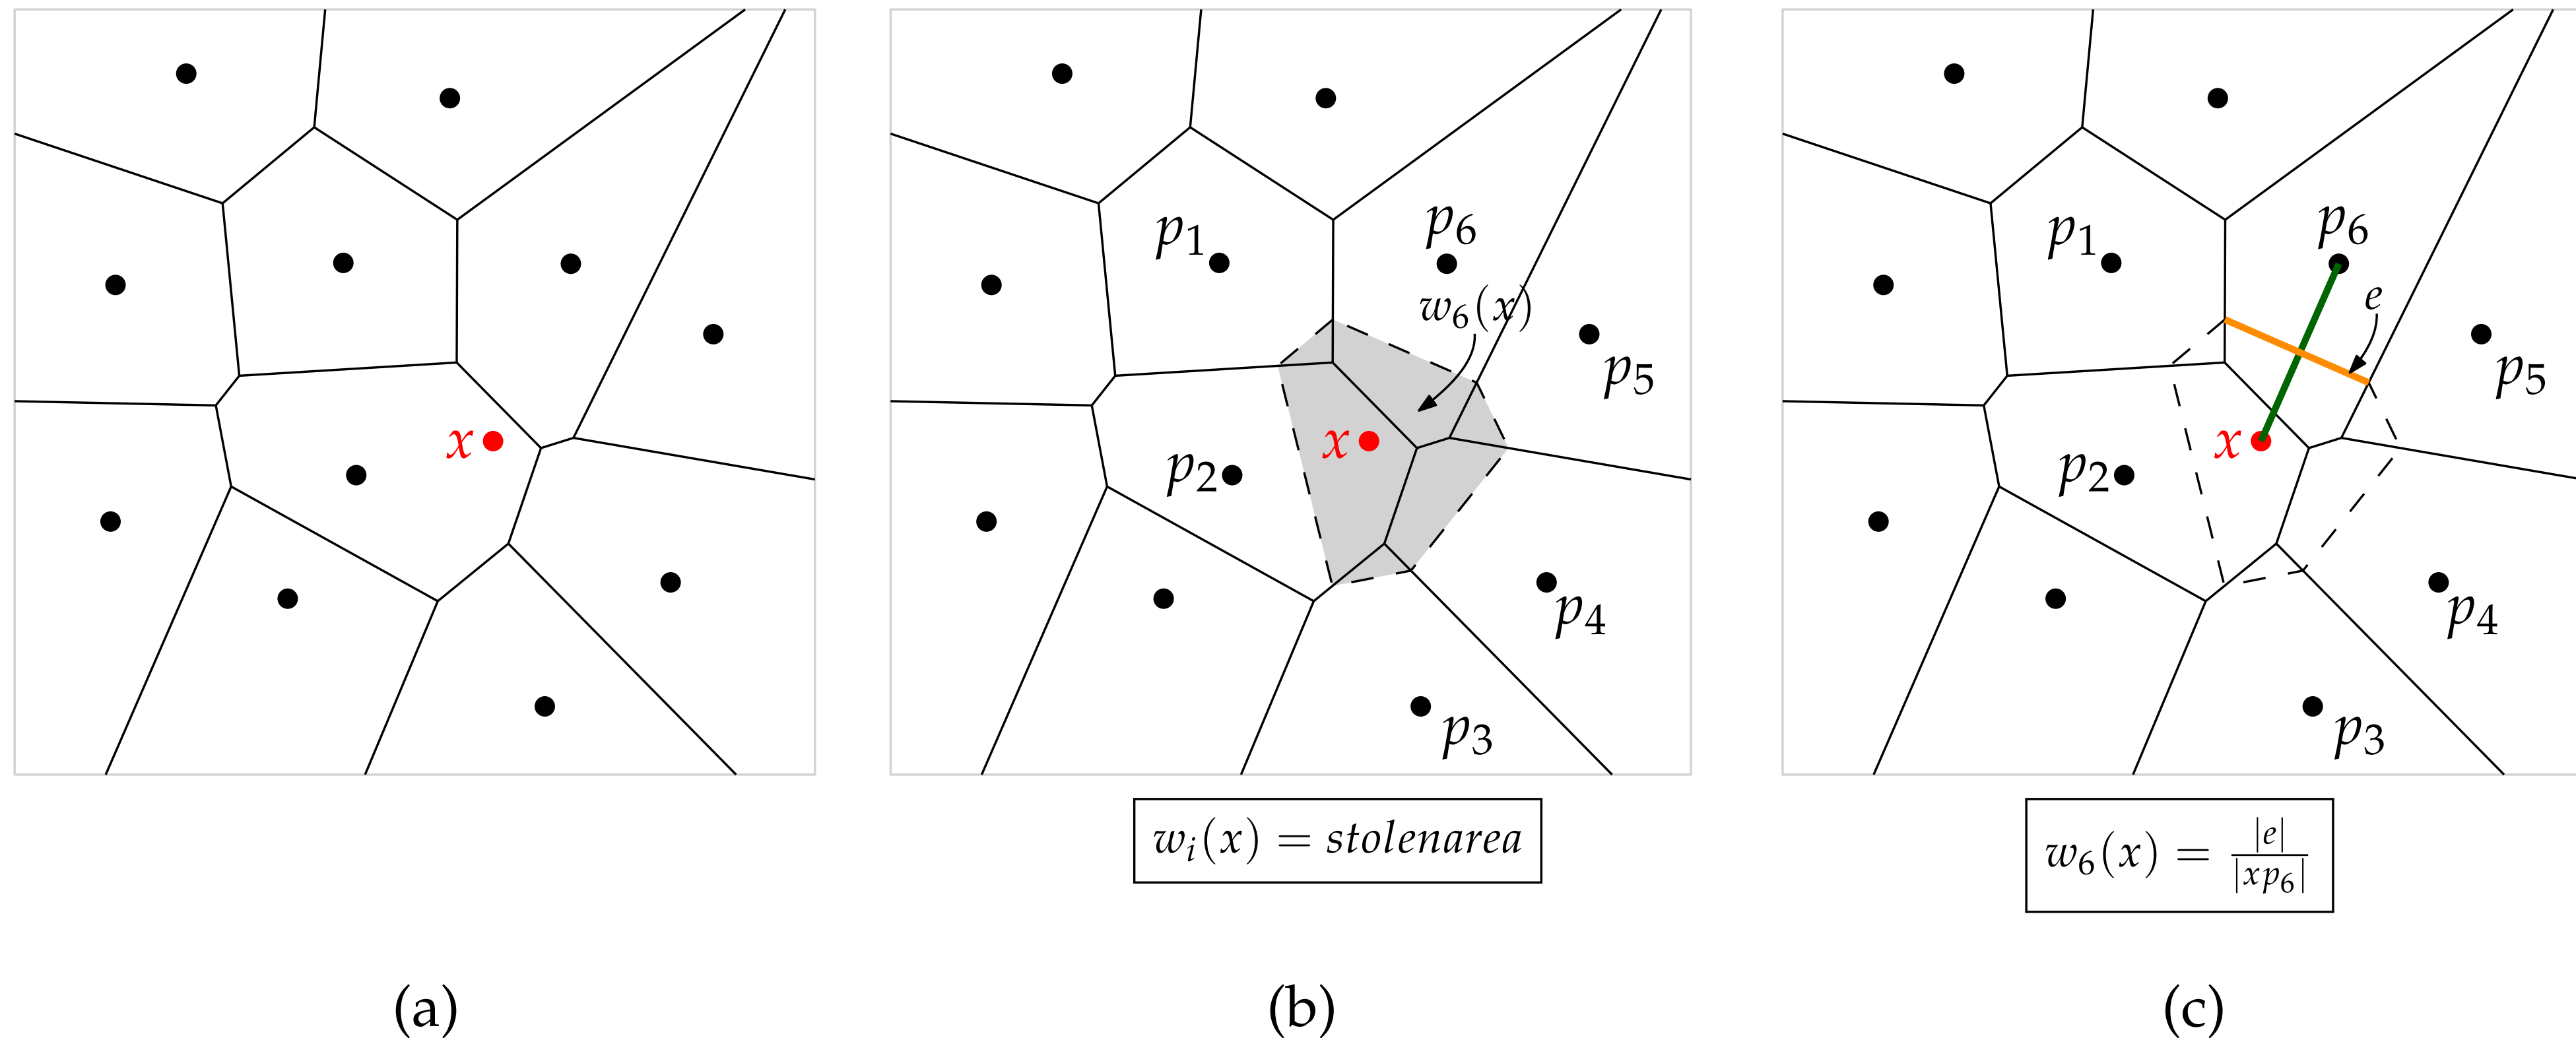 x
(a)
p1
p6
w6(x)
p5
x
p2
p4
p3
wi(x) = stolenarea
(b)
p1
p6
e
p5
x
p2
p4
p3
w6(x) = |e| / |xp6|
(c)